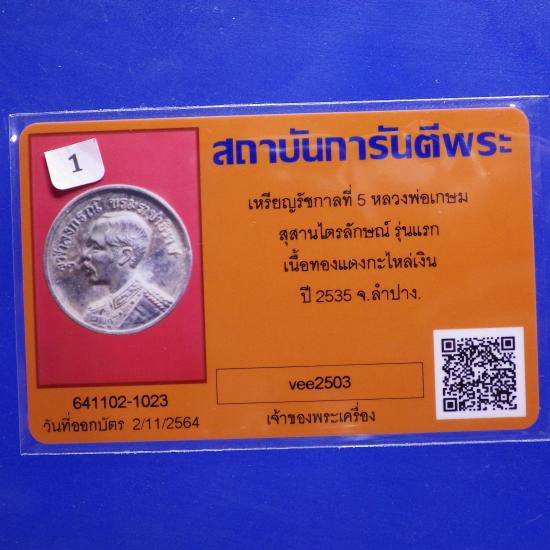 1
สถาบันการันตีพระ
เหรียญรัชกาลที่ 5 หลวงพ่อเกษม
สุสานไตรลักษณ์ รุ่นแรก
เนื้อทองแดงกะไหล่เงิน
ปี 2535 จ.ลำปาง.
vee2503
เจ้าของพระเครื่อง
641102-1023
วันที่ออกบัตร 2/11/2564